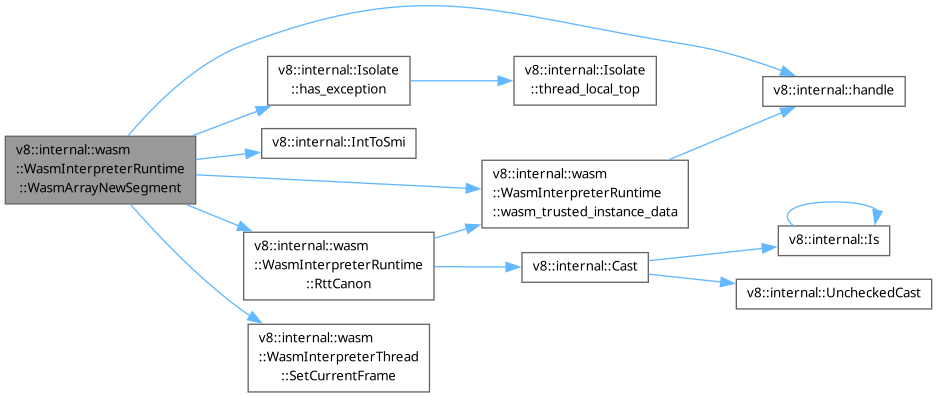 v8::internal::wasm
::WasmInterpreterRuntime
::WasmArrayNewSegment
v8::internal::Isolate
::has_exception
v8::internal::IntToSmi
v8::internal::wasm
::WasmInterpreterRuntime
::RttCanon
v8::internal::wasm
::WasmInterpreterThread
::SetCurrentFrame
v8::internal::Isolate
::thread_local_top
v8::internal::wasm
::WasmInterpreterRuntime
::wasm_trusted_instance_data
v8::internal::Cast
v8::internal::handle
v8::internal::Is
v8::internal::UncheckedCast